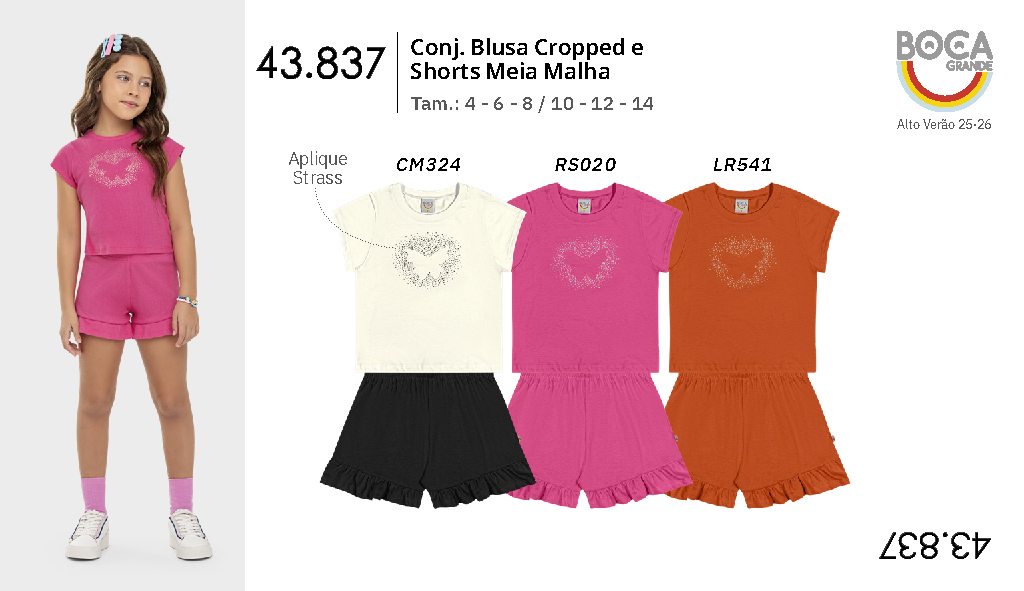 43.837
Conj. Blusa Cropped e
Shorts Meia Malha
Tam.: 4 - 6 - 8 / 10 - 12 - 14
BOCA
GRANDE
Alto Verão 25-26
Aplique
Strass
CM324
RS020
LR541
43.837